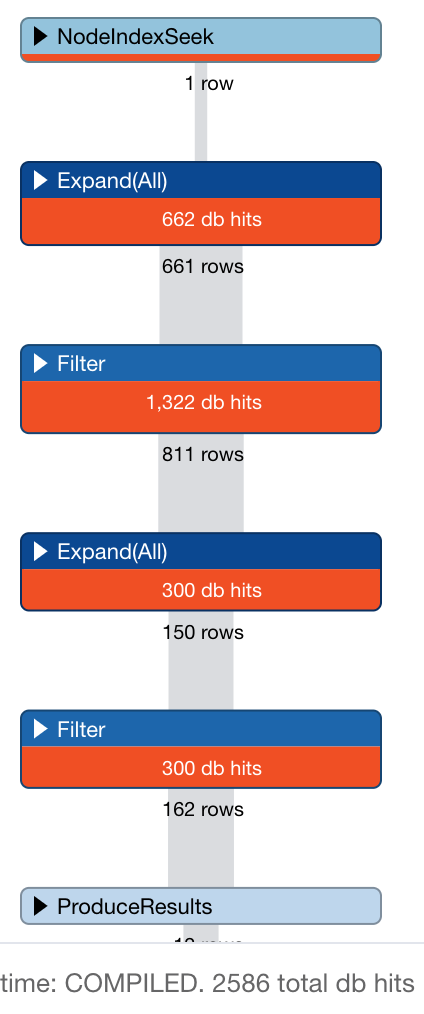 NodeIndexSeek
1 row
Expand(All)
662 db hits
661 rows
Filter
1,322 db hits
811 rows
Expand(All)
300 db hits
150 rows
Filter
300 db hits
162 rows
ProduceResults
time: COMPILED. 2586 total db hits